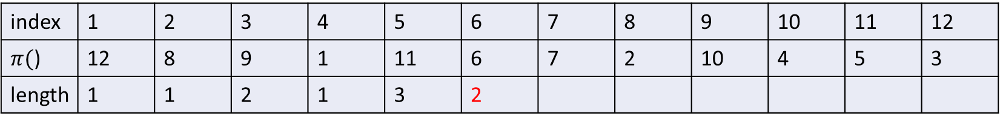 index 1 2 3 4 5 6 7 8 9 10 11 12
π() 12 8 9 1 11 6 7 2 10 4 5 3
length 1 1 2 1 3 2